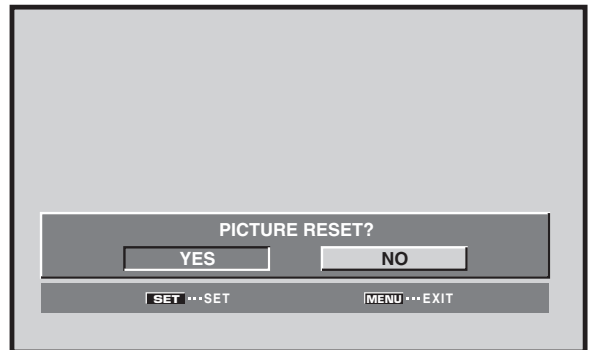 PICTURE RESET?
YES NO
SET ···SET MENU ···EXIT